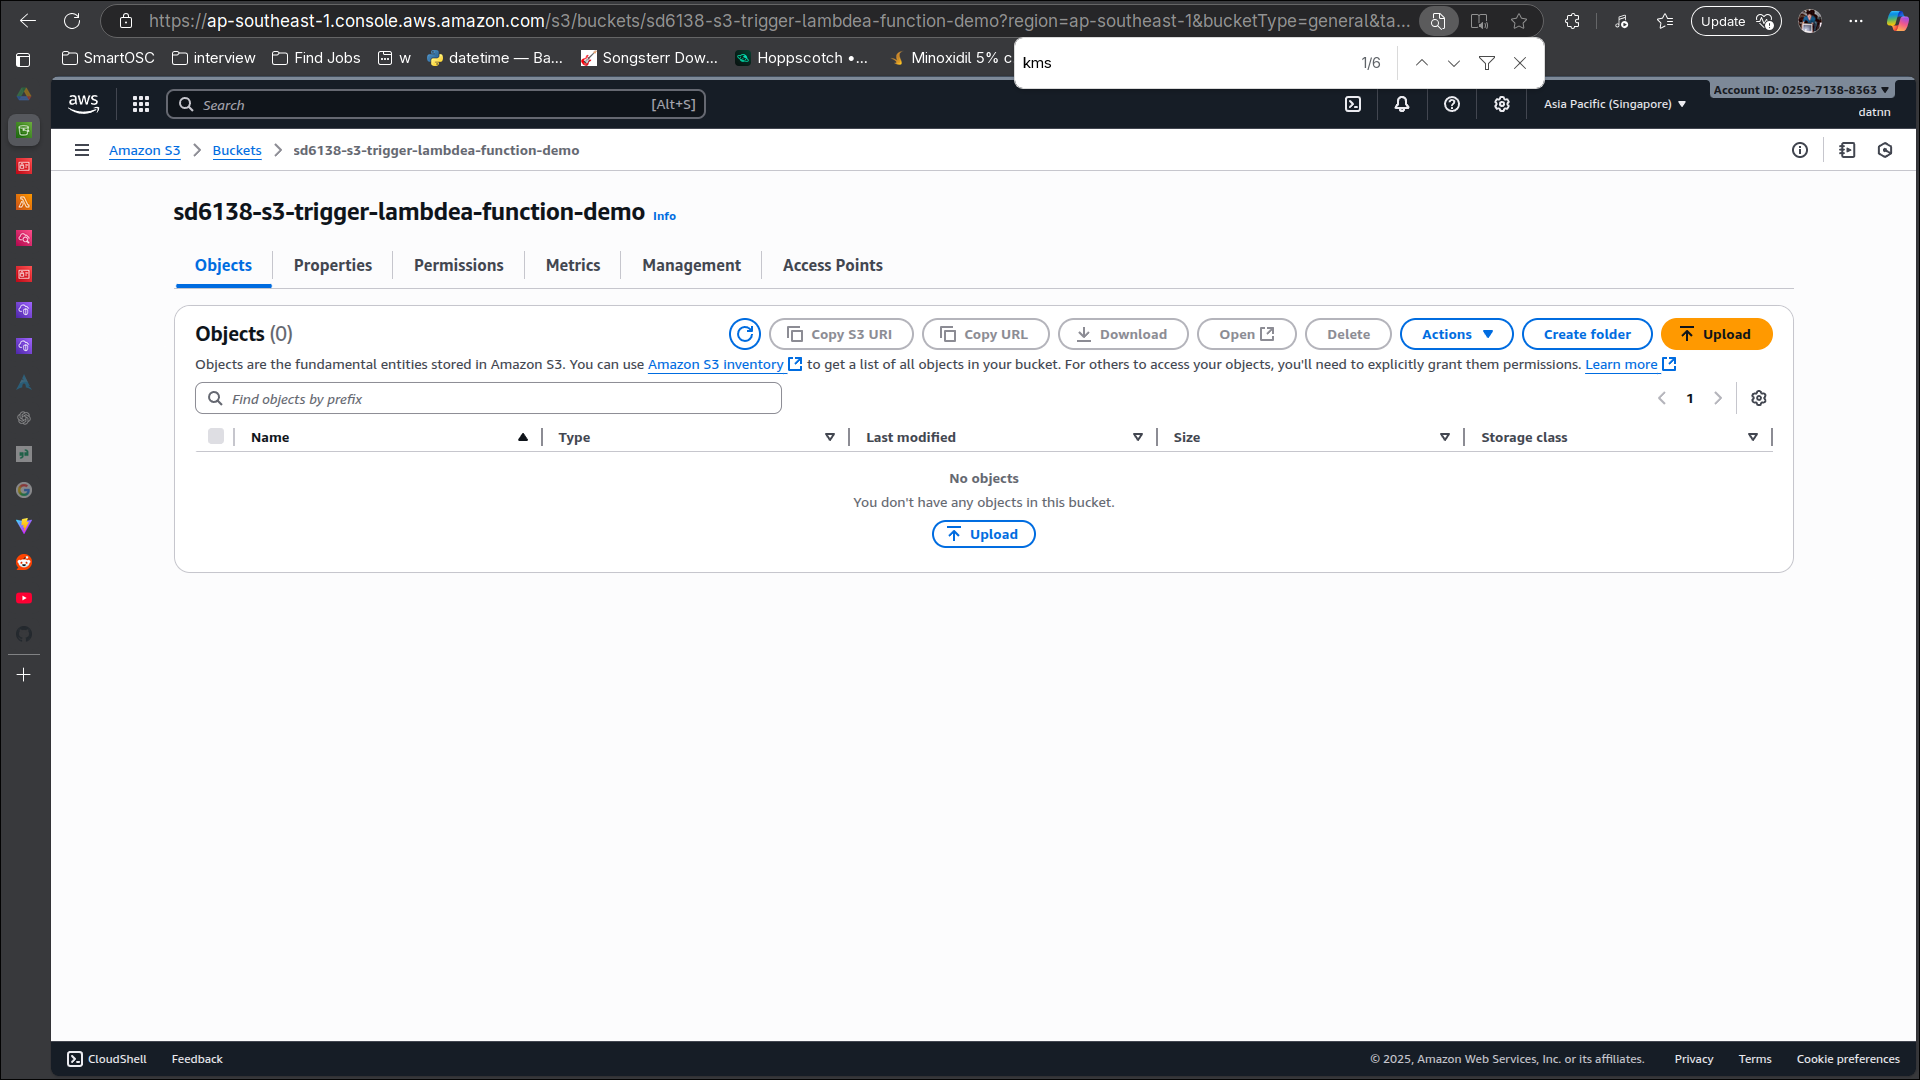 https://ap-southeast-1.console.aws.amazon.com/s3/buckets/sd6138-s3-trigger-lambdea-function-demo?region=ap-southeast-1&bucketType=general&ta...
Update
SmartOSC
interview
Find Jobs
w
datetime — Ba...
Songsterr Dow...
Hoppscotch •...
Minoxidil 5% c
kms
1/6
aws
Search
[Alt+S]
Asia Pacific (Singapore)
Account ID: 0259-7138-8363
datnn
Amazon S3
Buckets
sd6138-s3-trigger-lambdea-function-demo
sd6138-s3-trigger-lambdea-function-demo Info
Objects
Properties
Permissions
Metrics
Management
Access Points
Objects (0)
Copy S3 URI
Copy URL
Download
Open
Delete
Actions
Create folder
Upload
Objects are the fundamental entities stored in Amazon S3. You can use Amazon S3 inventory to get a list of all objects in your bucket. For others to access your objects, you'll need to explicitly grant them permissions. Learn more
Find objects by prefix
1
Name
Type
Last modified
Size
Storage class
No objects
You don't have any objects in this bucket.
Upload
CloudShell
Feedback
© 2025, Amazon Web Services, Inc. or its affiliates.
Privacy
Terms
Cookie preferences